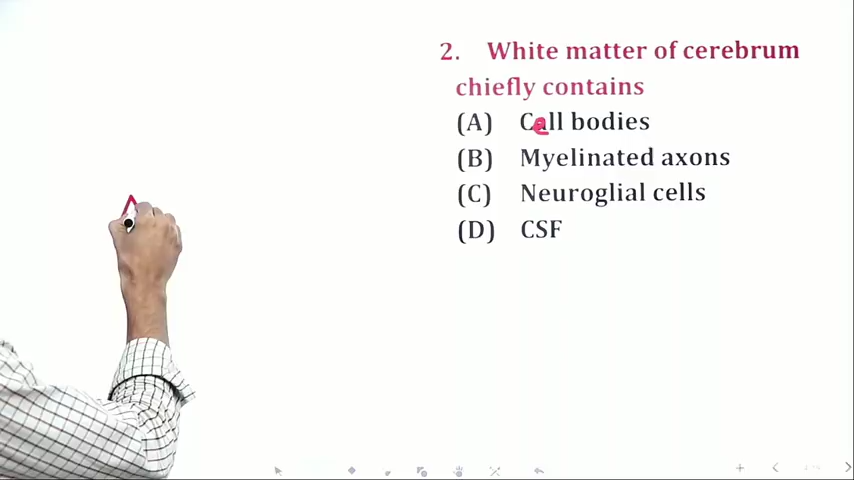 2. White matter of cerebrum
chiefly contains
(A) Cell bodies
(B) Myelinated axons
(C) Neuroglial cells
(D) CSF